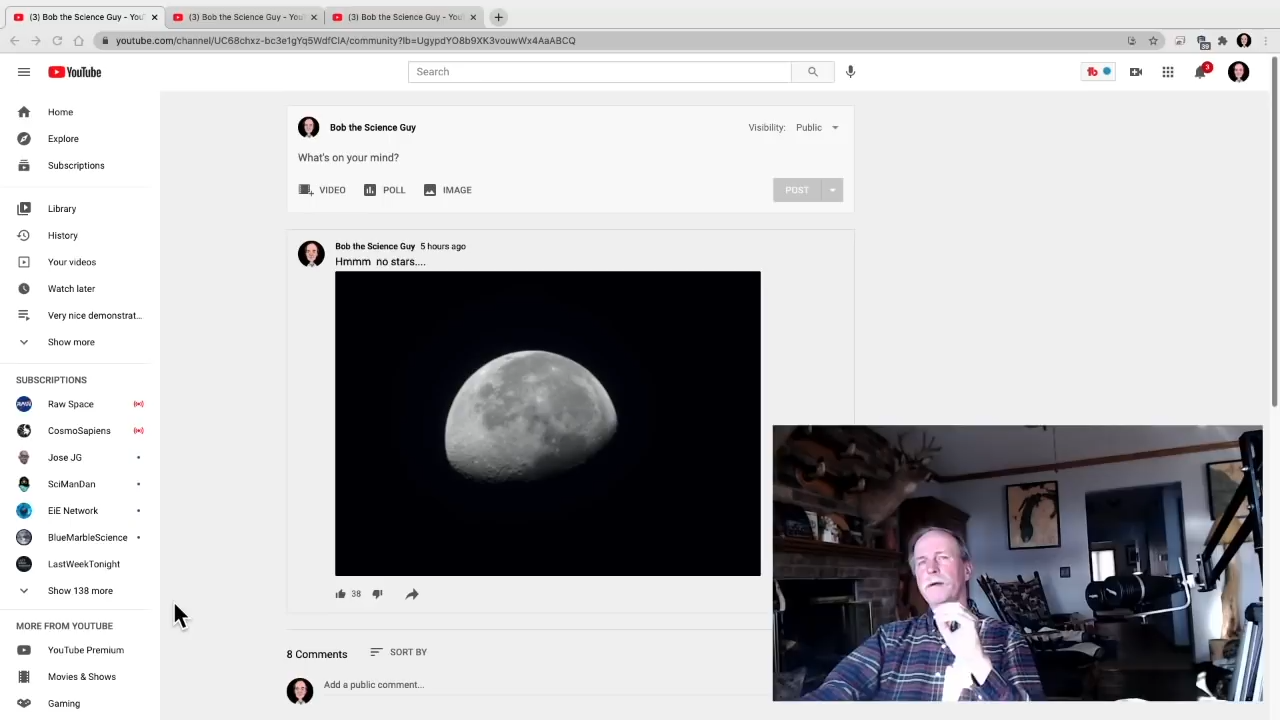 (3) Bob the Science Guy - You
(3) Bob the Science Guy - You
(3) Bob the Science Guy - You
youtube.com/channel/UC68chxz-bc3e1gYq5WdfCIA/community?lb=UgypdYO8b9XK3vouwWx4AaABCQ
39
YouTube
Search
3
Home
Explore
Subscriptions
Library
History
Your videos
Watch later
Very nice demonstrat...
Show more
SUBSCRIPTIONS
Raw Space
CosmoSapiens
Jose JG
SciManDan
EiE Network
BlueMarbleScience
LastWeekTonight
Show 138 more
MORE FROM YOUTUBE
YouTube Premium
Movies & Shows
Gaming
Bob the Science Guy
Visibility: Public
What's on your mind?
VIDEO POLL IMAGE
POST
Bob the Science Guy 5 hours ago
Hmmm no stars....
38
8 Comments SORT BY
Add a public comment...